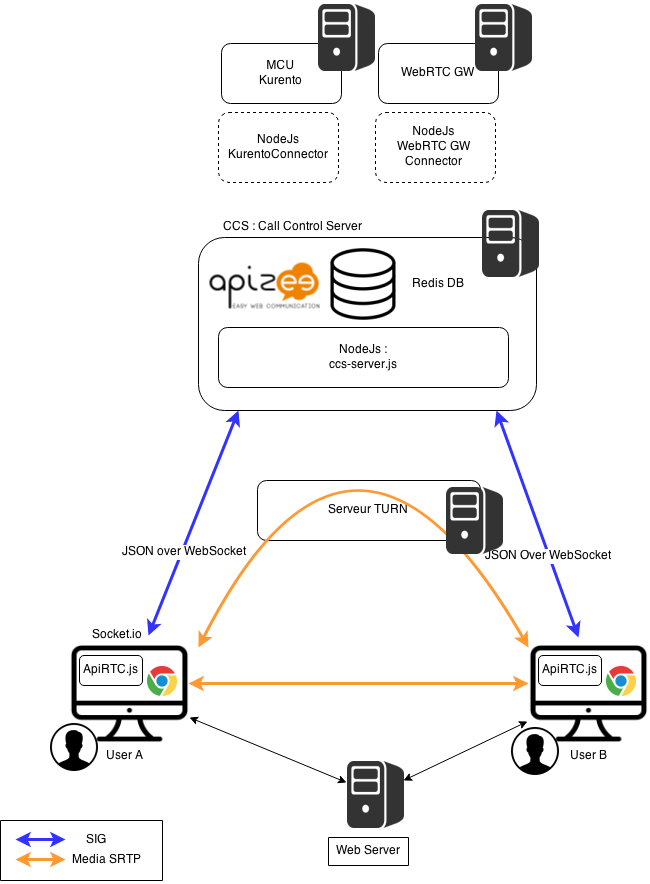 MCU
Kurento
WebRTC GW
NodeJs
KurentoConnector
NodeJs
WebRTC GW
Connector
CCS : Call Control Server
apizee
EASY WEB COMMUNICATION
Redis DB
NodeJs :
ccs-server.js
Serveur TURN
JSON over WebSocket
JSON Over WebSocket
Socket.io
ApiRTC.js
ApiRTC.js
User A
User B
Web Server
SIG
Media SRTP